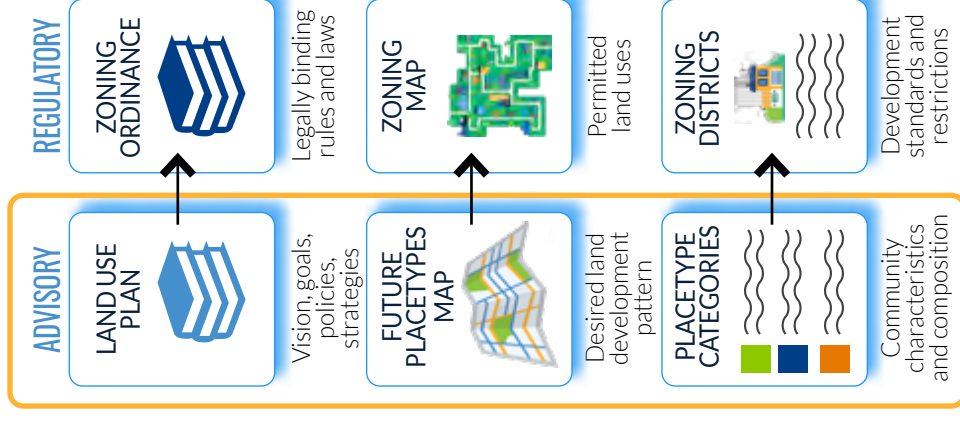 ADVISORY
LAND USE
PLAN
Vision, goals,
policies,
strategies
FUTURE
PLACETYPES
MAP
Desired land
development
pattern
PLACETYPE
CATEGORIES
Community
characteristics
and composition
REGULATORY
ZONING
ORDINANCE
Legally binding
rules and laws
ZONING
MAP
Permitted
land uses
ZONING
DISTRICTS
Development
standards and
restrictions